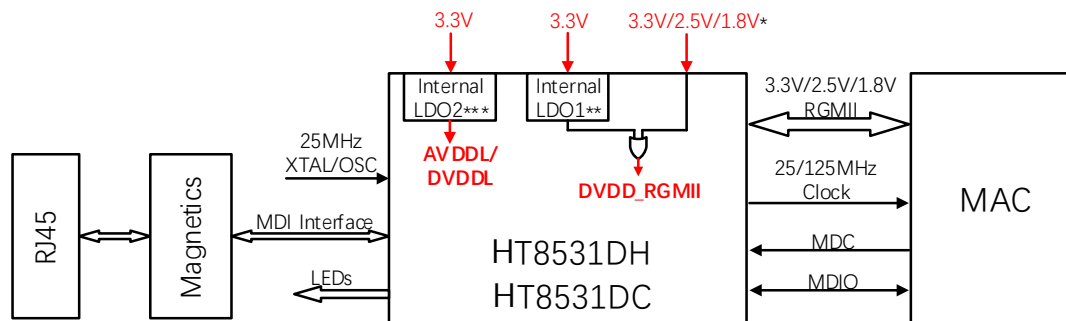 3.3V
3.3V
3.3V/2.5V/1.8V*
Internal
LDO2***
Internal
LDO1**
3.3V/2.5V/1.8V
RGMII
25MHz
XTAL/OSC
AVDDL/
DVDDL
DVDD_RGMII
25/125MHz
Clock
RJ45
Magnetics
MDI Interface
MAC
HT8531DH
HT8531DC
MDC
LEDs
MDIO